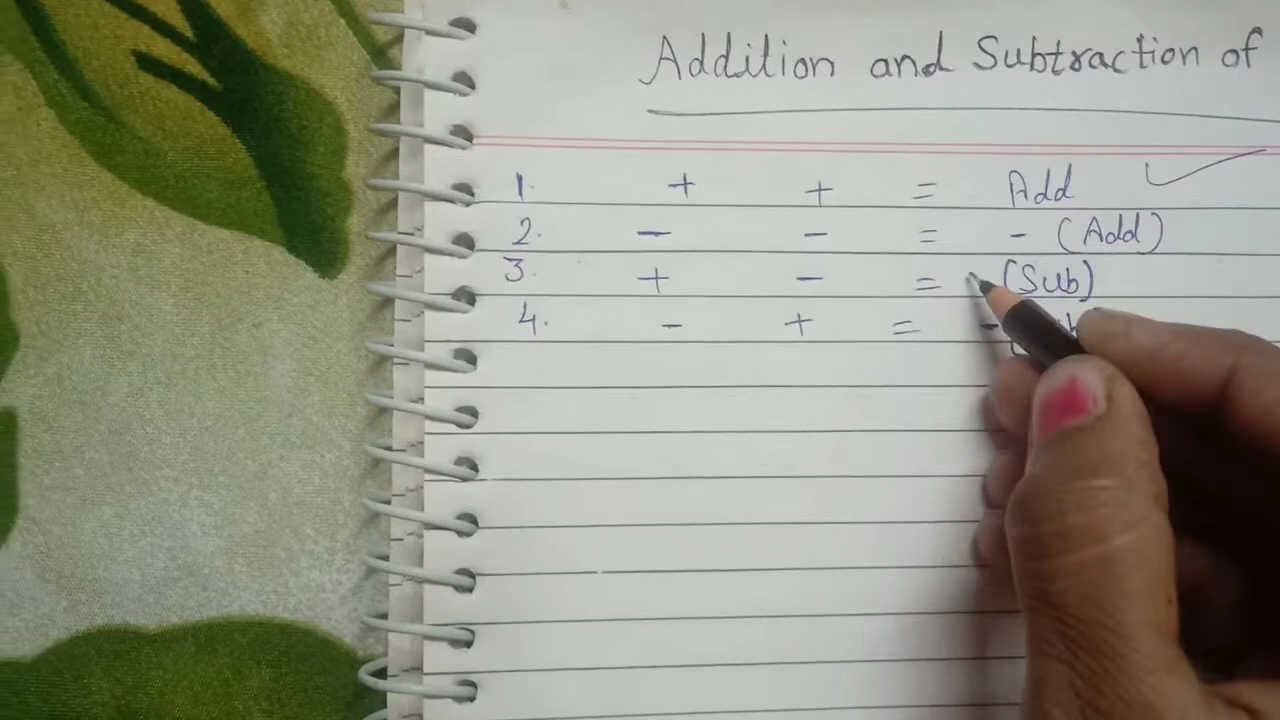 Addition and Subtraction of
1. + + = Add ✓
2. - - = - (Add)
3. + - = (Sub)
4. - + = -